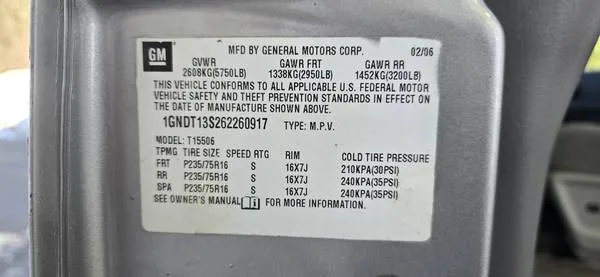 GM MFD BY GENERAL MOTORS CORP. 02/06
GVWR GAWR FRT GAWR RR
2608KG(5750LB) 1338KG(2950LB) 1452KG(3200LB)
THIS VEHICLE CONFORMS TO ALL APPLICABLE U.S. FEDERAL MOTOR
VEHICLE SAFETY AND THEFT PREVENTION STANDARDS IN EFFECT ON
THE DATE OF MANUFACTURE SHOWN ABOVE.
1GNDT13S262260917 TYPE: M.P.V.
MODEL: T15506
TPMG TIRE SIZE SPEED RTG RIM COLD TIRE PRESSURE
FRT P235/75R16 S 16X7J 210KPA(30PSI)
RR P235/75R16 S 16X7J 240KPA(35PSI)
SPA P235/75R16 S 16X7J 240KPA(35PSI)
SEE OWNER'S MANUAL i FOR MORE INFORMATION.